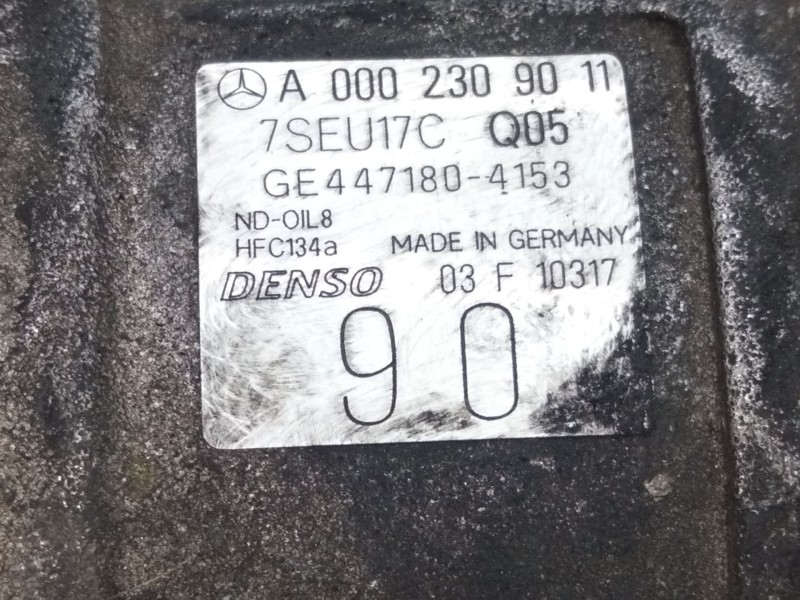 A 000 230 90 11
7SEU17C Q05
GE447180-4153
ND-OIL8
HFC134a MADE IN GERMANY
DENSO 03 F 10317
90